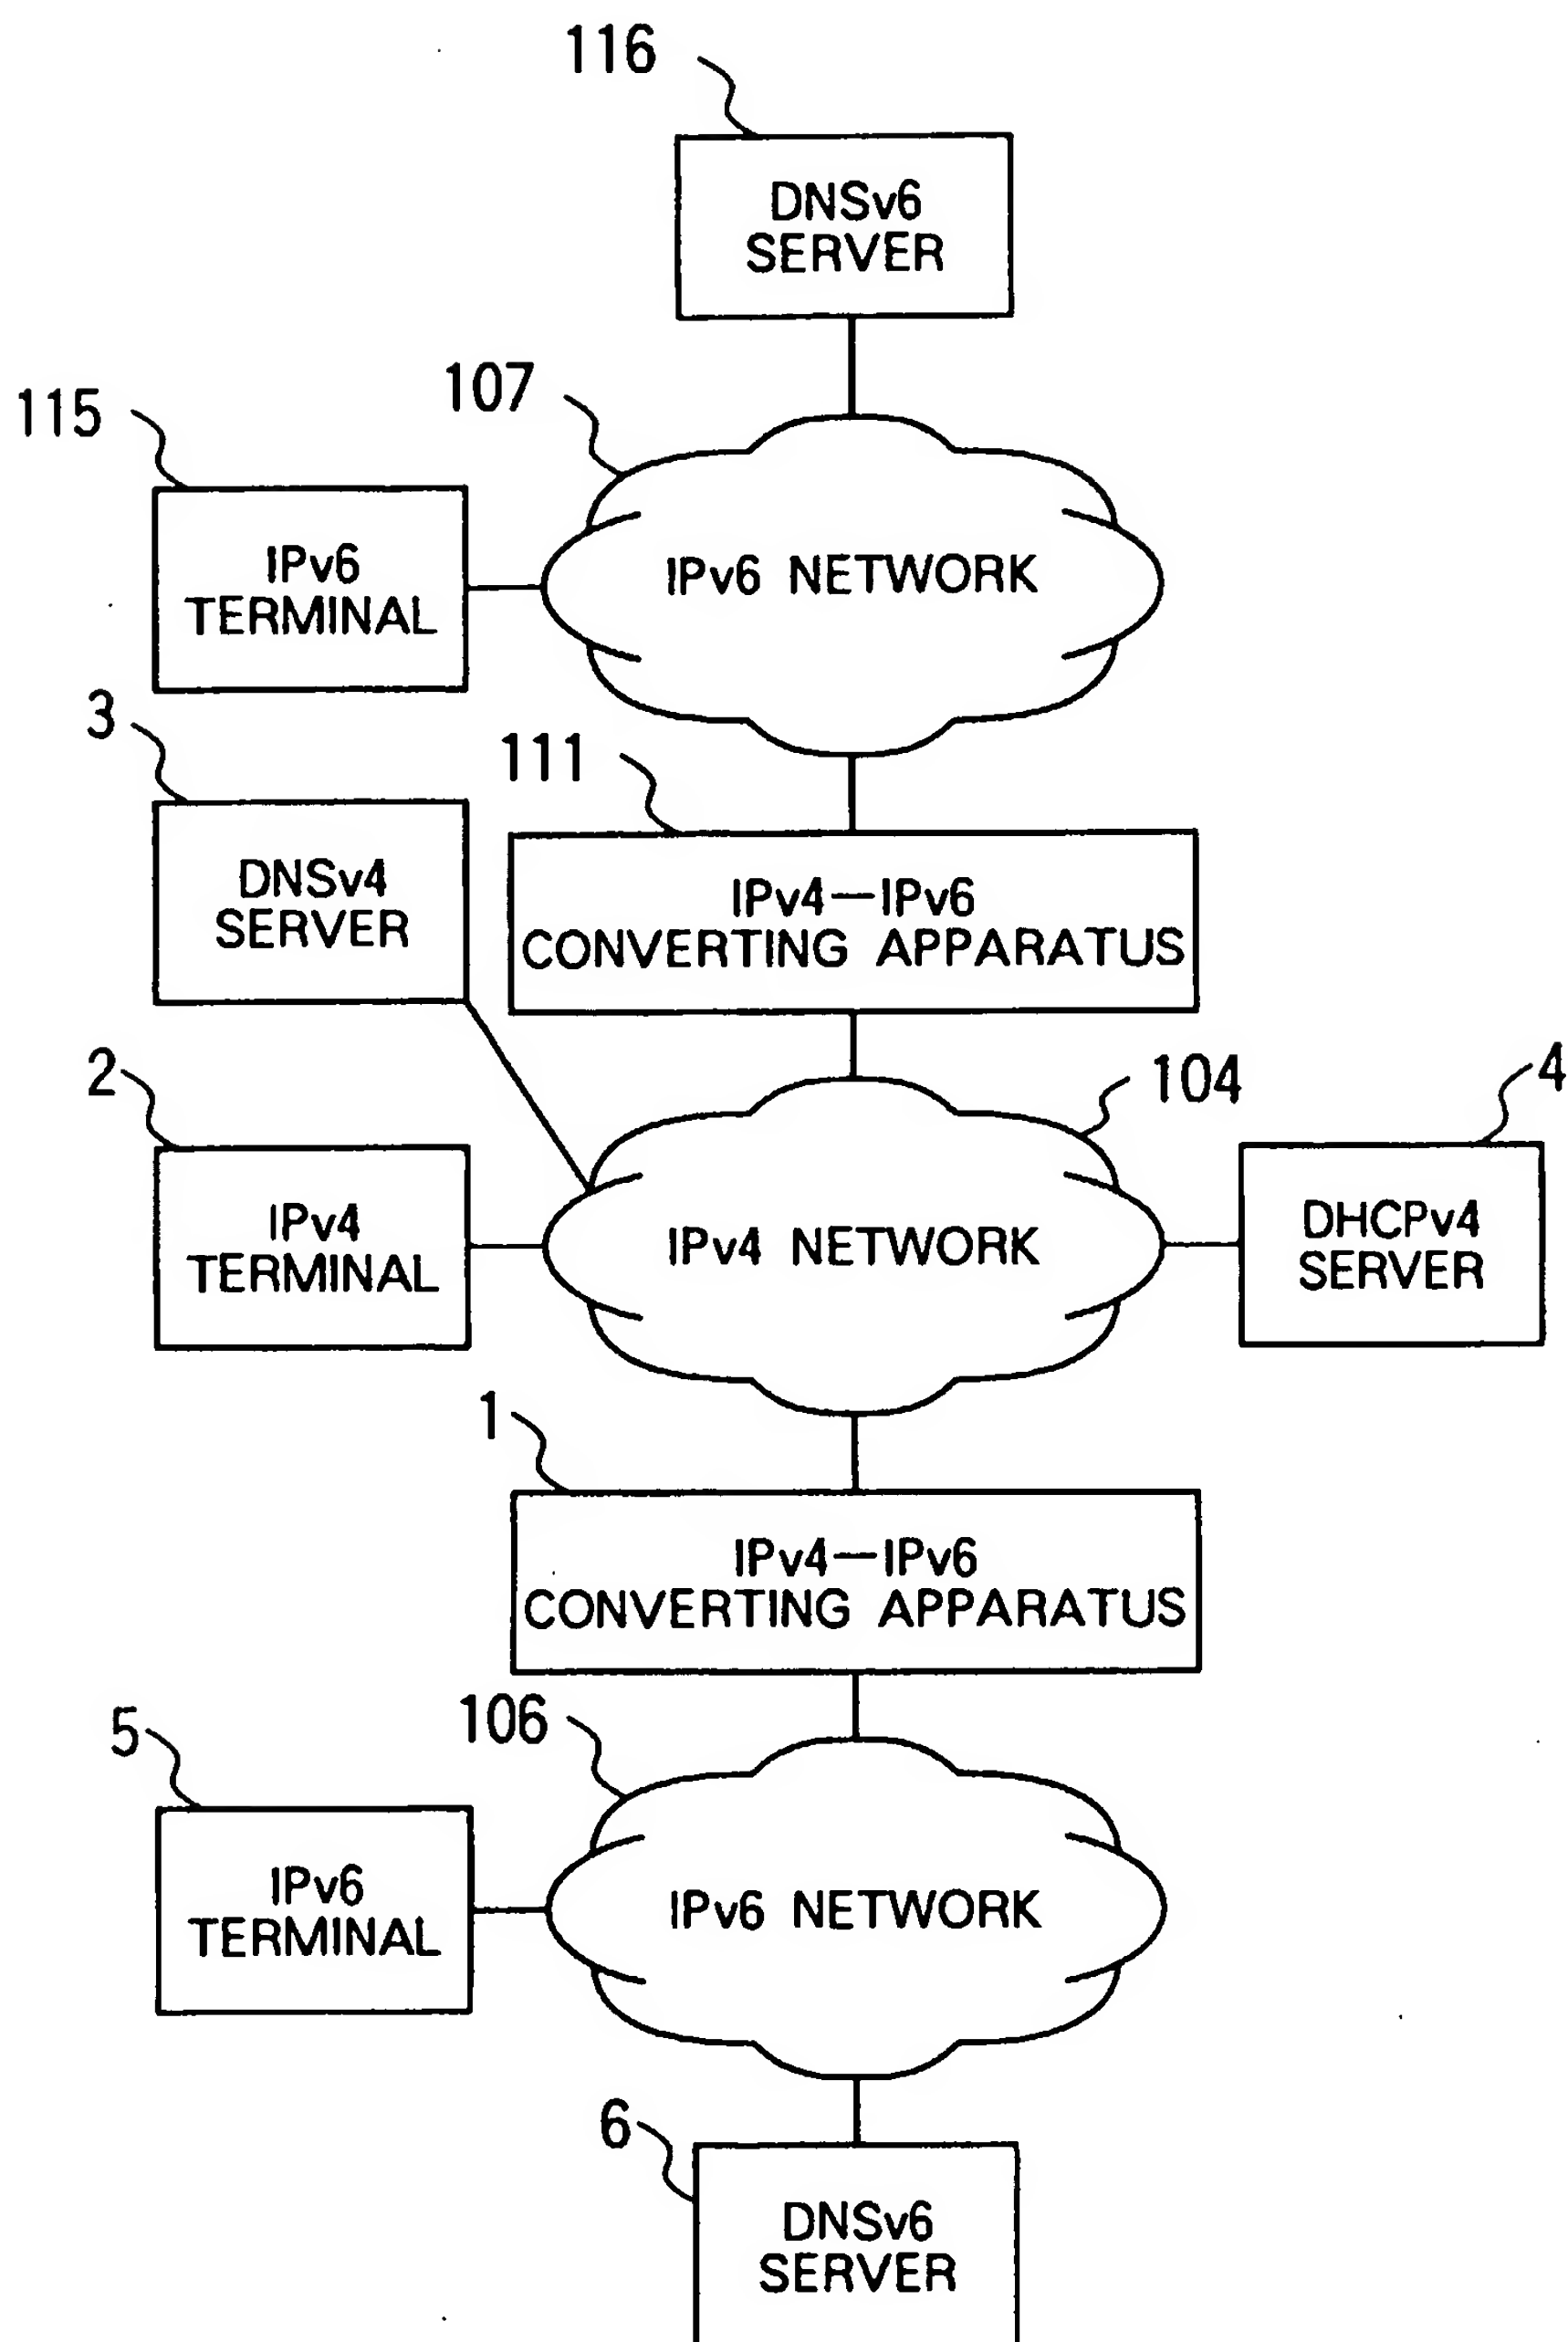 116
DNSv6
SERVER
107
115
IPv6
TERMINAL
IPv6 NETWORK
3
111
DNSv4
SERVER
IPv4—IPv6
CONVERTING APPARATUS
2
104
4
IPv4
TERMINAL
IPv4 NETWORK
DHCPv4
SERVER
1
IPv4—IPv6
CONVERTING APPARATUS
5
106
IPv6
TERMINAL
IPv6 NETWORK
6
DNSv6
SERVER